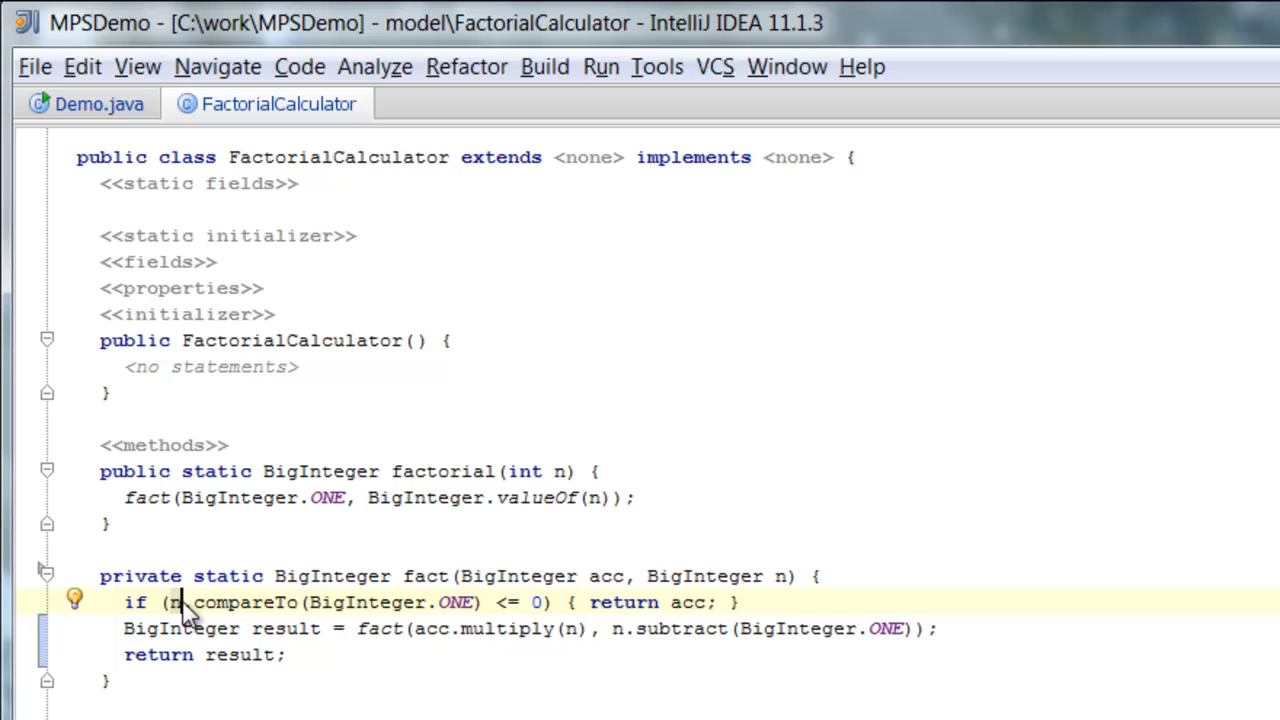 MPSDemo - [C:\work\MPSDemo] - model\FactorialCalculator - IntelliJ IDEA 11.1.3
File Edit View Navigate Code Analyze Refactor Build Run Tools VCS Window Help
Demo.java FactorialCalculator
public class FactorialCalculator extends <none> implements <none> {
<<static fields>>
<<static initializer>>
<<fields>>
<<properties>>
<<initializer>>
public FactorialCalculator() {
<no statements>
}
<<methods>>
public static BigInteger factorial(int n) {
fact(BigInteger.ONE, BigInteger.valueOf(n));
}
private static BigInteger fact(BigInteger acc, BigInteger n) {
if (n.compareTo(BigInteger.ONE) <= 0) { return acc; }
BigInteger result = fact(acc.multiply(n), n.subtract(BigInteger.ONE));
return result;
}